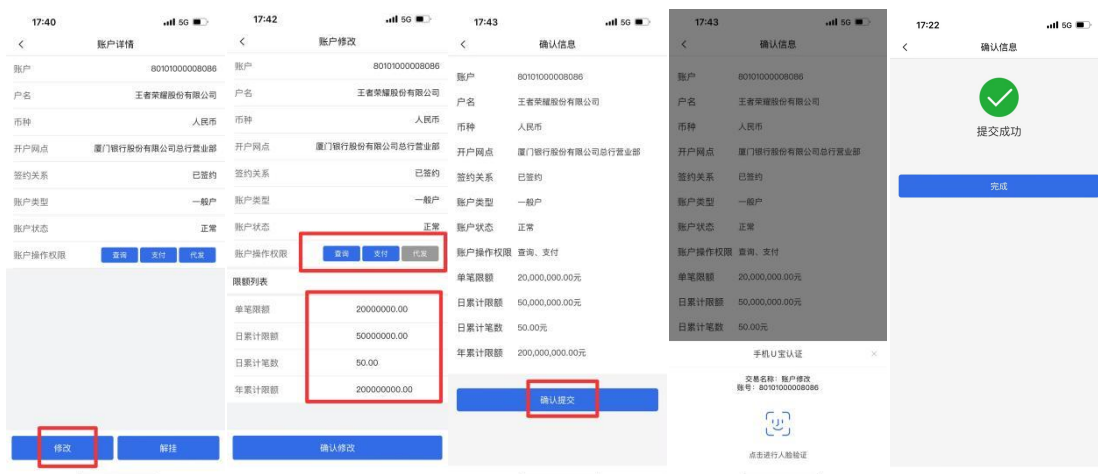 17:40
5G
账户详情
账户 80101000008086
户名 王者荣耀股份有限公司
币种 人民币
开户网点 厦门银行股份有限公司总行营业部
签约关系 已签约
账户类型 一般户
账户状态 正常
账户操作权限 查询 支付 代发
修改 解挂
17:42
5G
账户修改
账户 80101000008086
户名 王者荣耀股份有限公司
币种 人民币
开户网点 厦门银行股份有限公司总行营业部
签约关系 已签约
账户类型 一般户
账户状态 正常
账户操作权限 查询 支付 代发
限额列表
单笔限额 20000000.00
日累计限额 50000000.00
日累计笔数 50.00
年累计限额 200000000.00
确认修改
17:43
5G
确认信息
账户 80101000008086
户名 王者荣耀股份有限公司
币种 人民币
开户网点 厦门银行股份有限公司总行营业部
签约关系 已签约
账户类型 一般户
账户状态 正常
账户操作权限 查询、支付
单笔限额 20,000,000.00元
日累计限额 50,000,000.00元
日累计笔数 50.00元
年累计限额 200,000,000.00元
确认提交
17:43
5G
确认信息
账户 80101000008086
户名 王者荣耀股份有限公司
币种 人民币
开户网点 厦门银行股份有限公司总行营业部
签约关系 已签约
账户类型 一般户
账户状态 正常
账户操作权限 查询、支付
单笔限额 20,000,000.00元
日累计限额 50,000,000.00元
日累计笔数 50.00元
手机U宝认证
交易名称：账户修改
账号：80101000008086
点击进行人脸验证
17:22
5G
确认信息
提交成功
完成